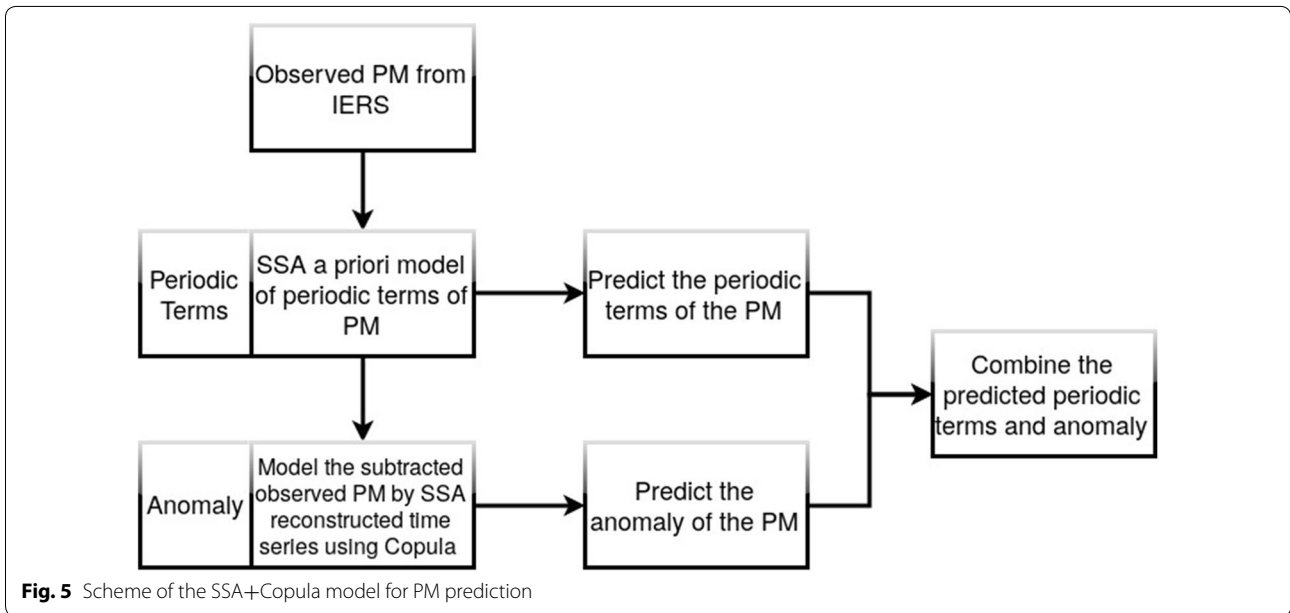 Observed PM from
IERS
Periodic
Terms
SSA a priori model
of periodic terms of
PM
Predict the periodic
terms of the PM
Combine the
predicted periodic
terms and anomaly
Anomaly
Model the subtracted
observed PM by SSA
reconstructed time
series using Copula
Predict the
anomaly of the PM
Fig. 5 Scheme of the SSA+Copula model for PM prediction